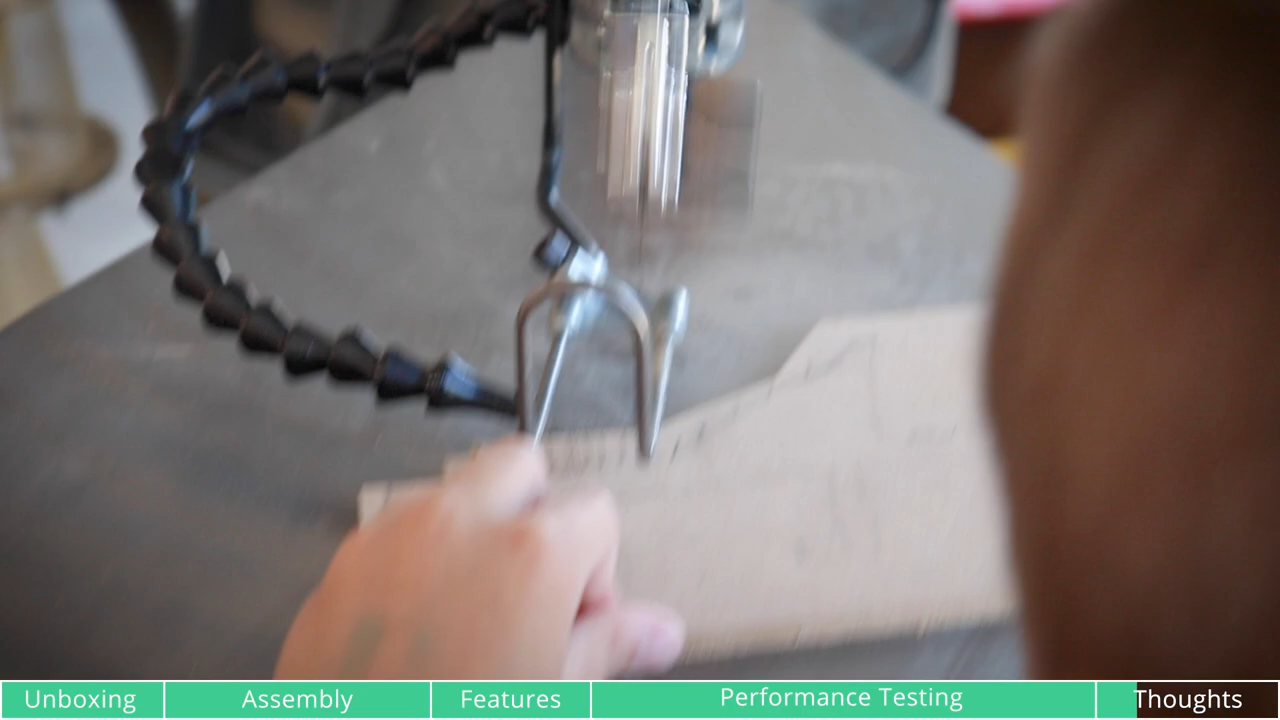 Unboxing
Assembly
Features
Performance Testing
Thoughts